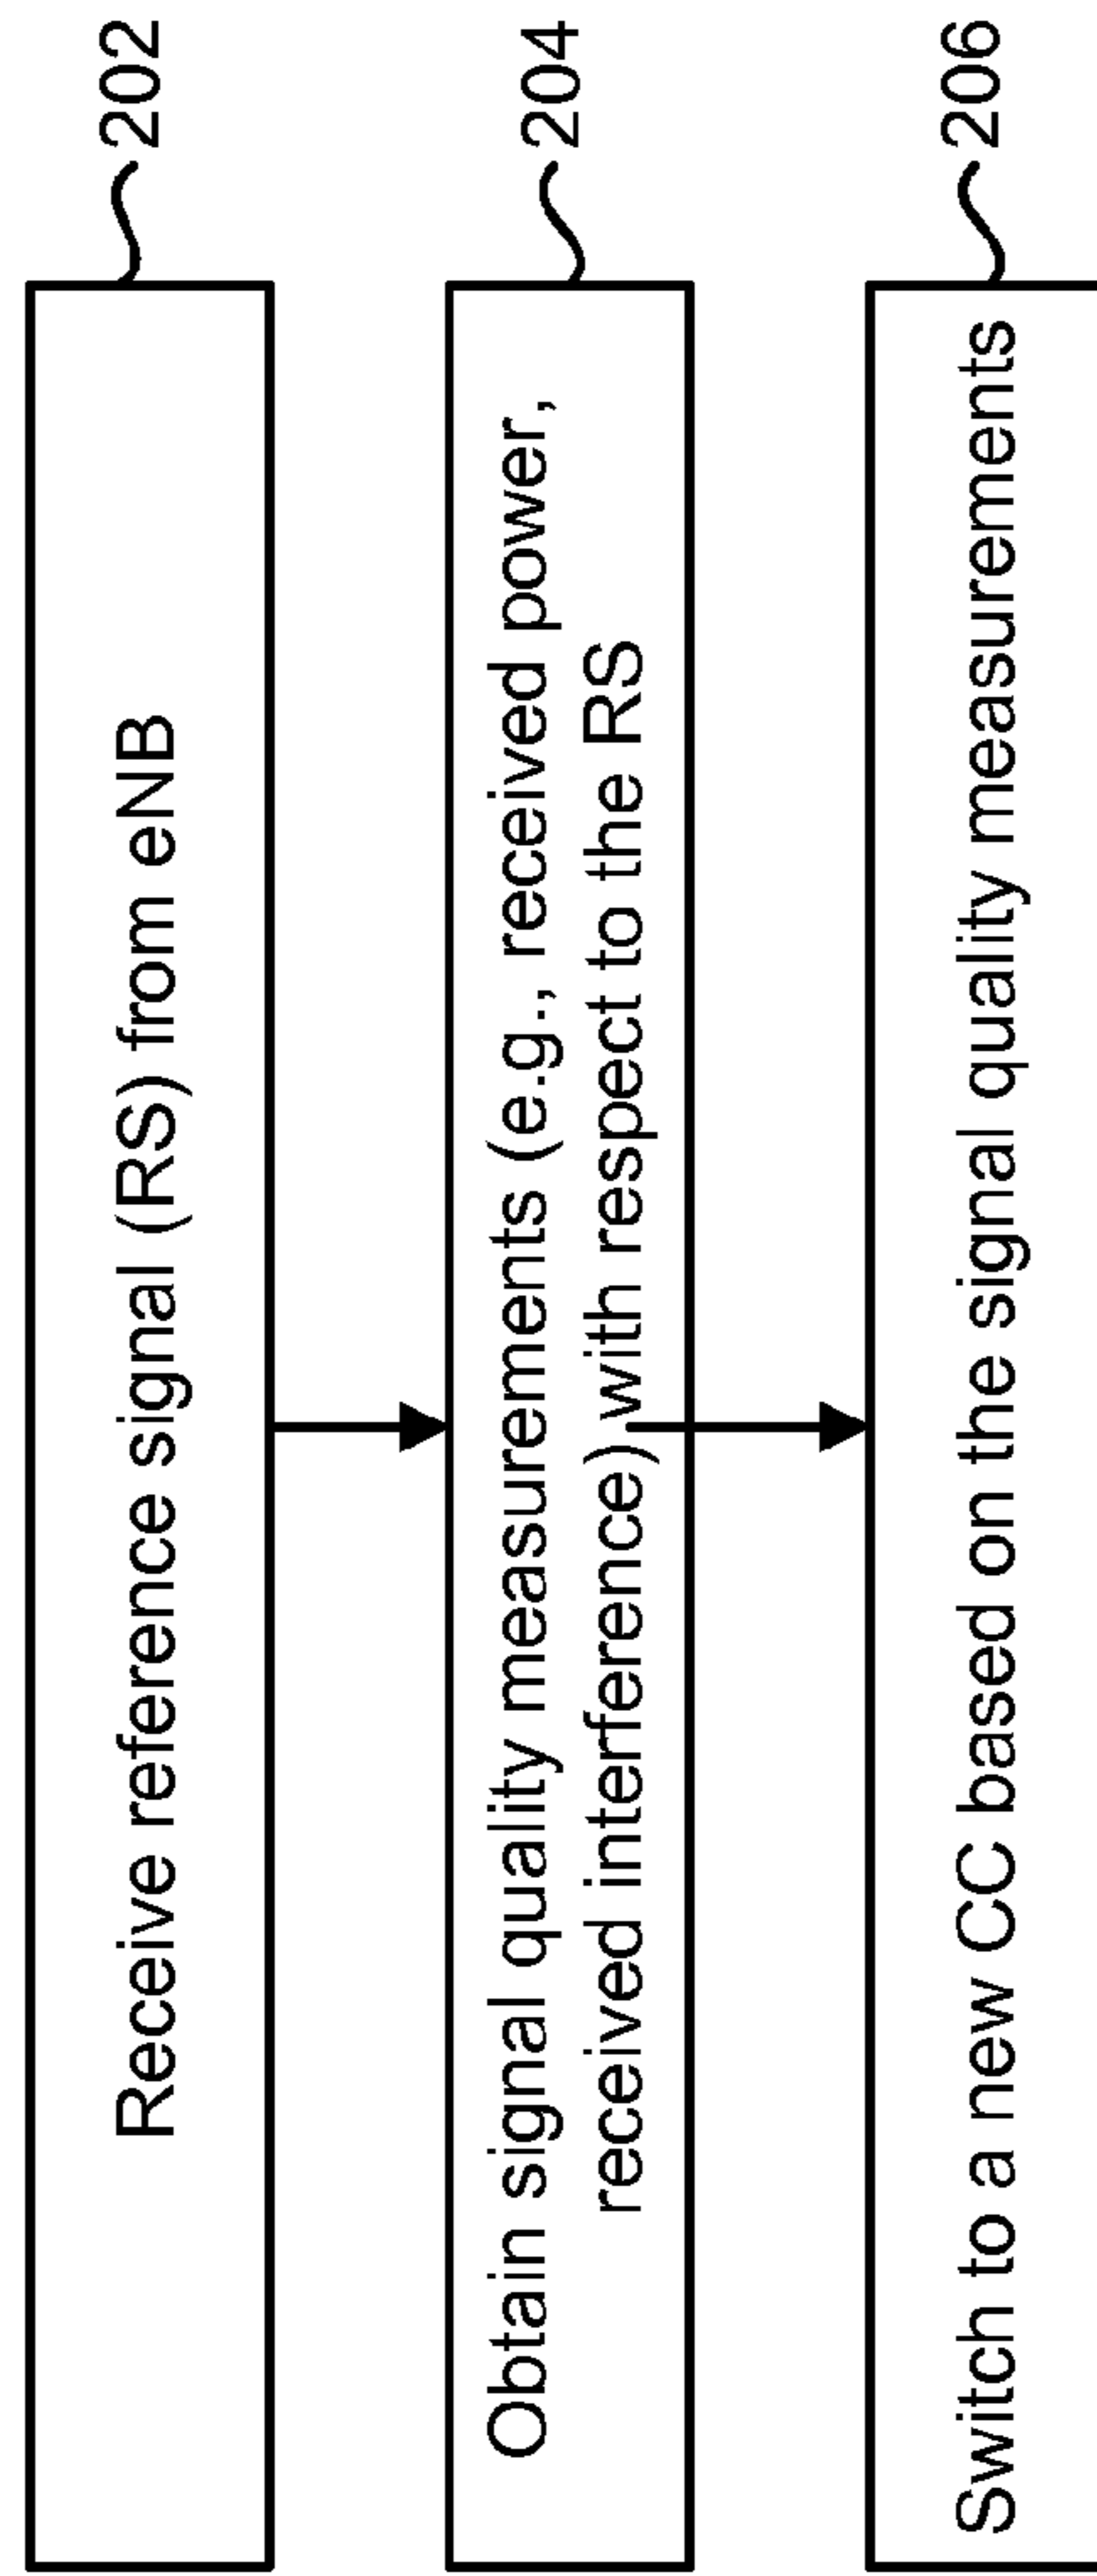 Receive reference signal (RS) from eNB
202
Obtain signal quality measurements (e.g., received power,
received interference) with respect to the RS
204
Switch to a new CC based on the signal quality measurements
206